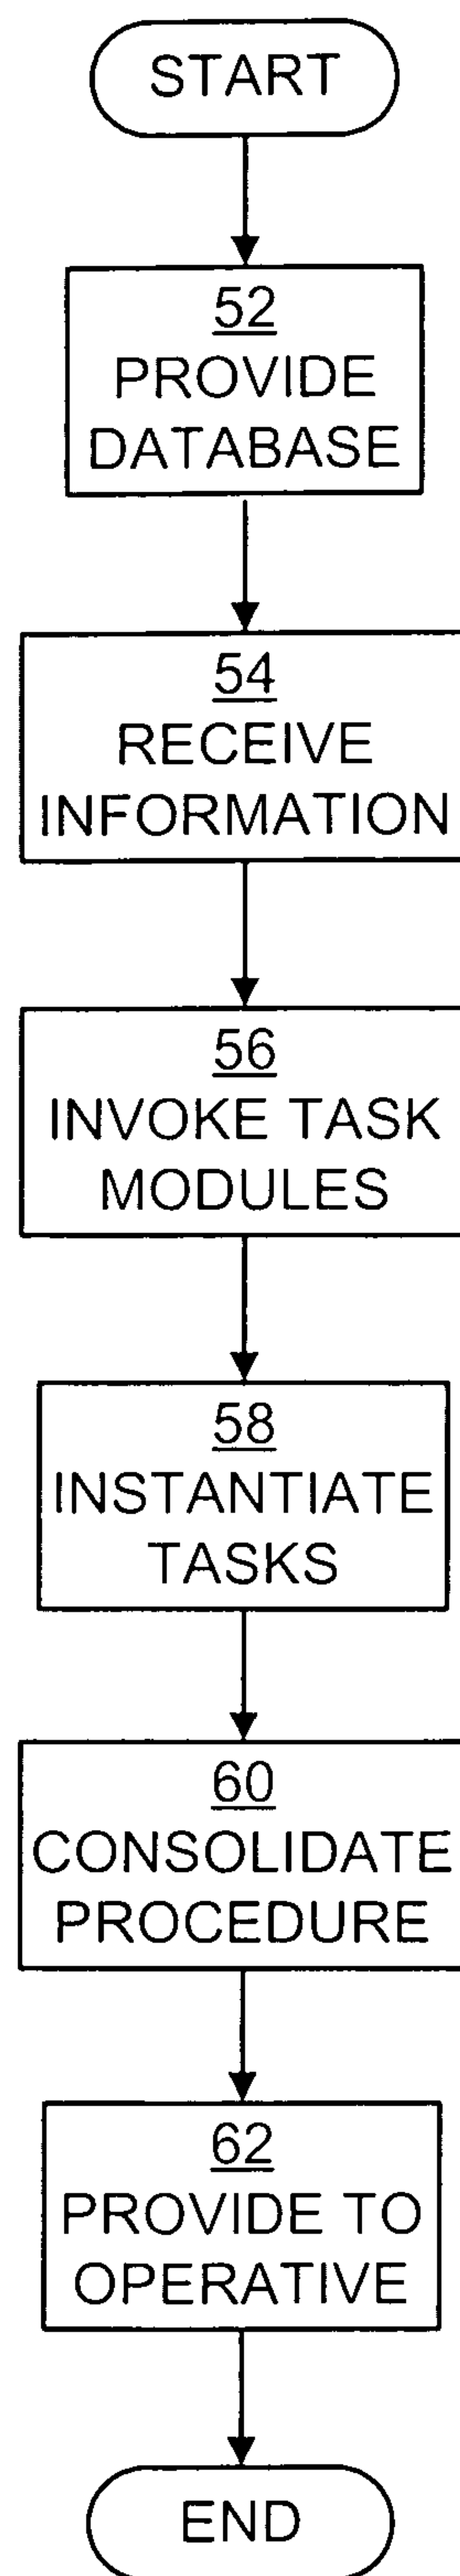 START
52
PROVIDE
DATABASE
54
RECEIVE
INFORMATION
56
INVOKE TASK
MODULES
58
INSTANTIATE
TASKS
60
CONSOLIDATE
PROCEDURE
62
PROVIDE TO
OPERATIVE
END